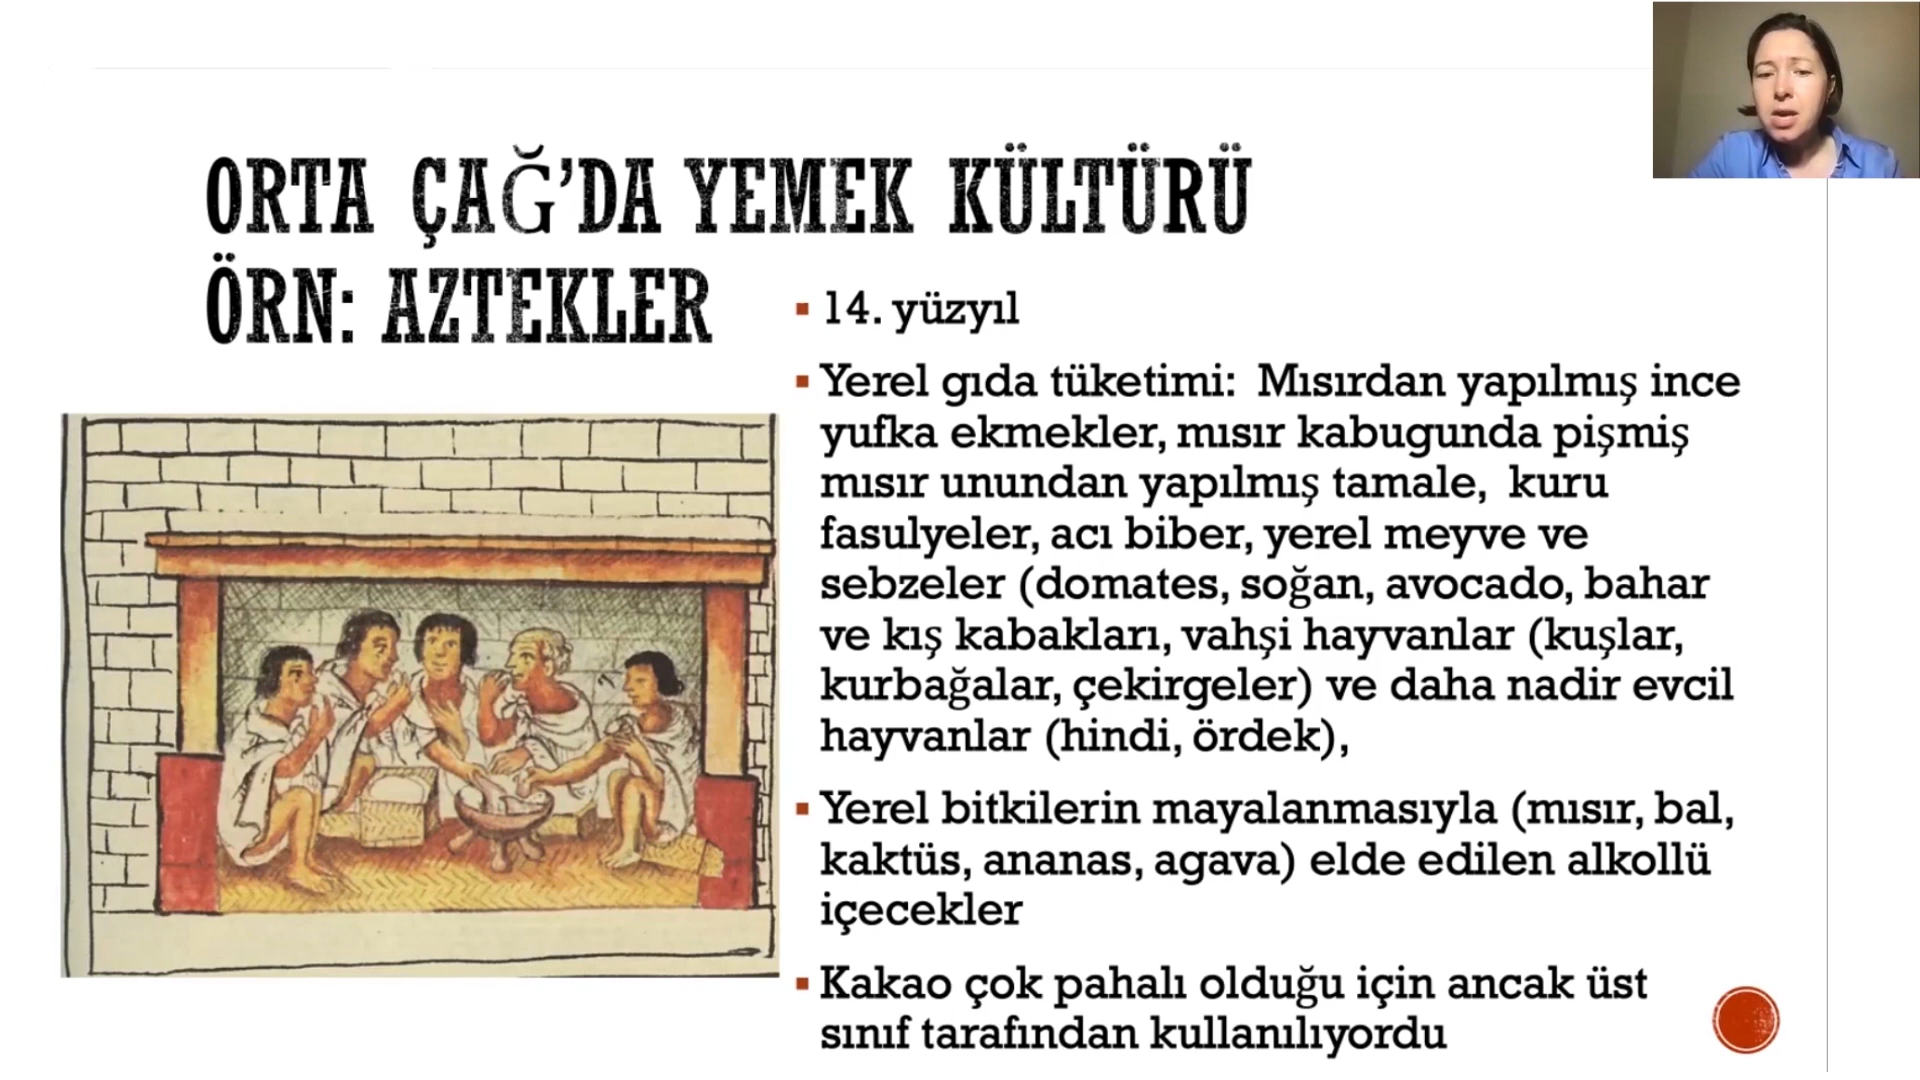 ORTA ÇAĞ'DA YEMEK KÜLTÜRÜ
ÖRN: AZTEKLER
14. yüzyıl
Yerel gıda tüketimi: Mısırdan yapılmış ince
yufka ekmekler, mısır kabugunda pişmiş
mısır unundan yapılmış tamale, kuru
fasulyeler, acı biber, yerel meyve ve
sebzeler (domates, soğan, avocado, bahar
ve kış kabakları, vahşi hayvanlar (kuşlar,
kurbağalar, çekirgeler) ve daha nadir evcil
hayvanlar (hindi, ördek),
Yerel bitkilerin mayalanmasıyla (mısır, bal,
kaktüs, ananas, agava) elde edilen alkollü
içecekler
Kakao çok pahalı olduğu için ancak üst
sınıf tarafından kullanılıyordu